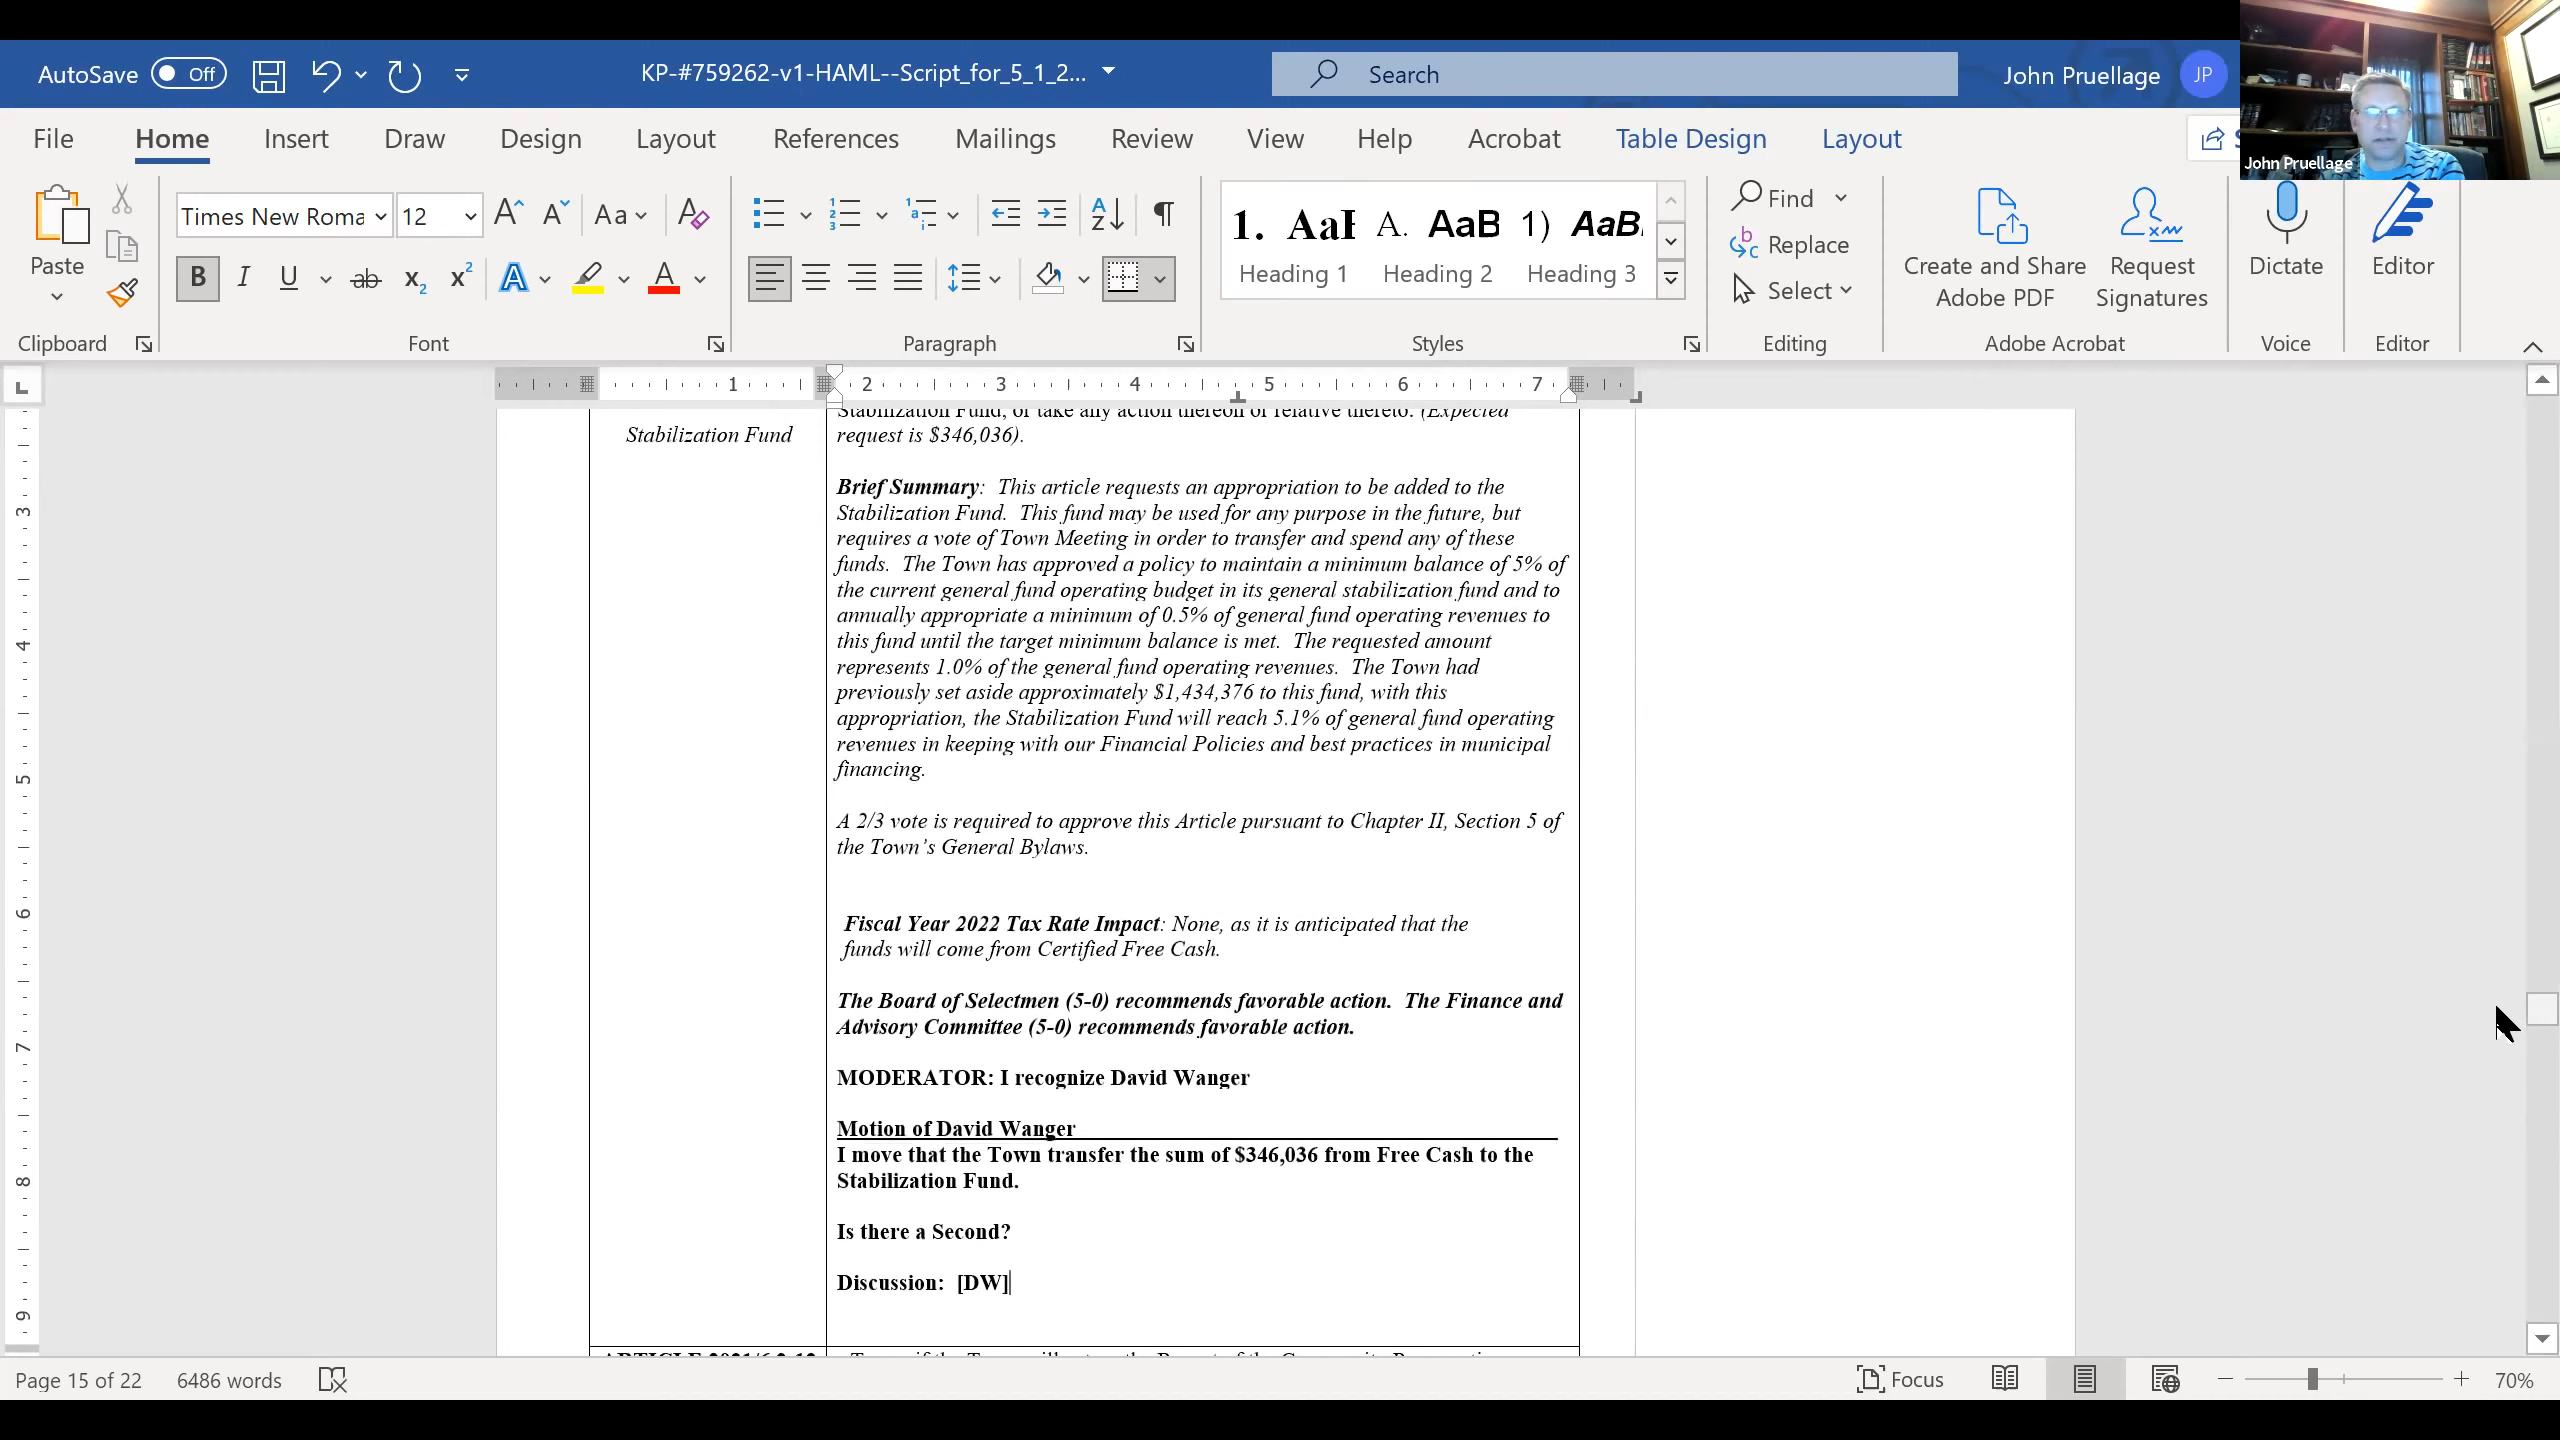 AutoSave Off
KP-#759262-v1-HAML--Script_for_5_1_2...
Search
John Pruellage
JP
John Pruellage
File Home Insert Draw Design Layout References Mailings Review View Help Acrobat Table Design Layout
Paste
Clipboard
Times New Roma 12
Aa
B I U ab x2 x2 A A
Font
Paragraph
1. AaI A. AaB 1) AaB
Heading 1 Heading 2 Heading 3
Styles
Find
Replace
Select
Editing
Create and Share
Adobe PDF
Request
Signatures
Adobe Acrobat
Dictate
Voice
Editor
Editor
1 2 3 4 5 6 7
Stabilization Fund, or take any action thereon or relative thereto. (Expected
Stabilization Fund
request is $346,036).
Brief Summary: This article requests an appropriation to be added to the
Stabilization Fund. This fund may be used for any purpose in the future, but
requires a vote of Town Meeting in order to transfer and spend any of these
funds. The Town has approved a policy to maintain a minimum balance of 5% of
the current general fund operating budget in its general stabilization fund and to
annually appropriate a minimum of 0.5% of general fund operating revenues to
this fund until the target minimum balance is met. The requested amount
represents 1.0% of the general fund operating revenues. The Town had
previously set aside approximately $1,434,376 to this fund, with this
appropriation, the Stabilization Fund will reach 5.1% of general fund operating
revenues in keeping with our Financial Policies and best practices in municipal
financing.
A 2/3 vote is required to approve this Article pursuant to Chapter II, Section 5 of
the Town’s General Bylaws.
Fiscal Year 2022 Tax Rate Impact: None, as it is anticipated that the
funds will come from Certified Free Cash.
The Board of Selectmen (5-0) recommends favorable action. The Finance and
Advisory Committee (5-0) recommends favorable action.
MODERATOR: I recognize David Wanger
Motion of David Wanger
I move that the Town transfer the sum of $346,036 from Free Cash to the
Stabilization Fund.
Is there a Second?
Discussion: [DW]
3
4
5
6
7
8
9
Page 15 of 22 6486 words
Focus
70%